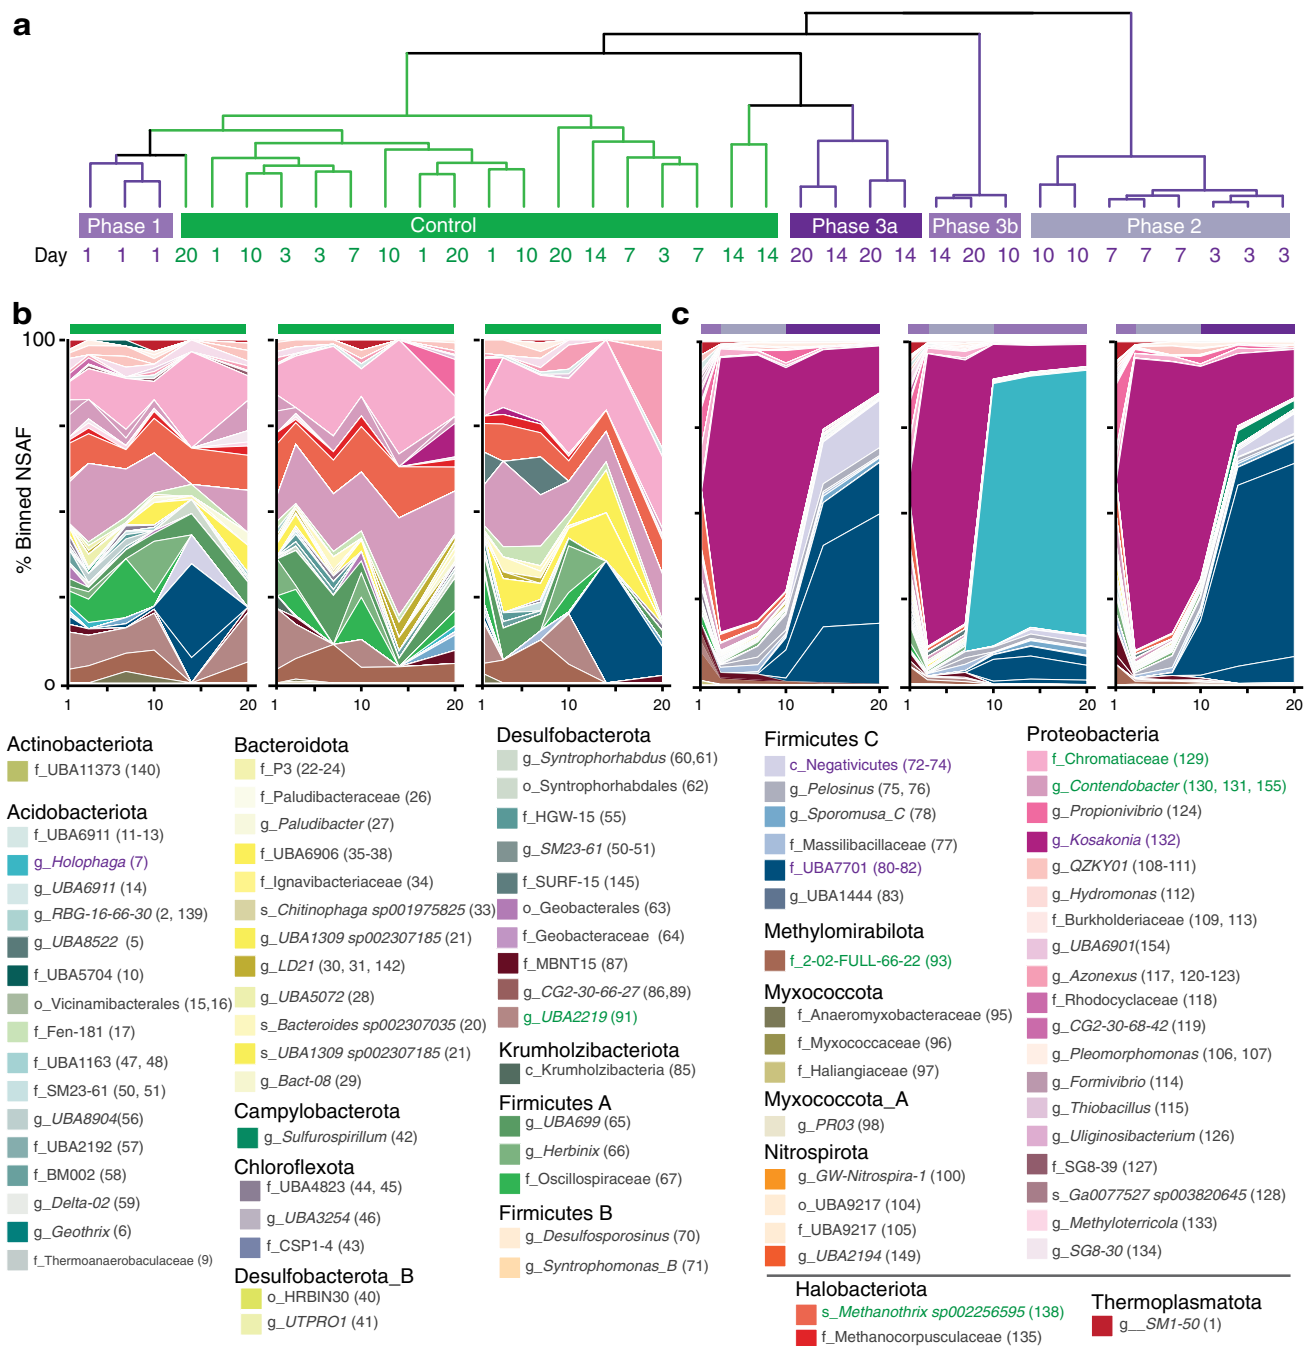 a
Phase 1
Control
Phase 3a
Phase 3b
Phase 2
Day 1 1 1 20 1 10 3 3 7 10 1 20 1 10 20 14 7 3 7 14 14 20 14 20 14 14 20 10 10 10 7 7 7 3 3 3
b
c
% Binned NSAF
100
0
1 10 20
1 10 20
1 10 20
1 10 20
1 10 20
1 10 20
Actinobacteriota
f_UBA11373 (140)
Acidobacteriota
f_UBA6911 (11-13)
g_Holophaga (7)
g_UBA6911 (14)
g_RBG-16-66-30 (2, 139)
g_UBA8522 (5)
f_UBA5704 (10)
o_Vicinamibacterales (15,16)
f_Fen-181 (17)
f_UBA1163 (47, 48)
f_SM23-61 (50, 51)
g_UBA8904(56)
f_UBA2192 (57)
f_BM002 (58)
g_Delta-02 (59)
g_Geothrix (6)
f_Thermoanaerobaculaceae (9)
Bacteroidota
f_P3 (22-24)
f_Paludibacteraceae (26)
g_Paludibacter (27)
f_UBA6906 (35-38)
f_Ignavibacteriaceae (34)
s_Chitinophaga sp001975825 (33)
g_UBA1309 sp002307185 (21)
g_LD21 (30, 31, 142)
g_UBA5072 (28)
s_Bacteroides sp002307035 (20)
s_UBA1309 sp002307185 (21)
g_Bact-08 (29)
Campylobacterota
g_Sulfurospirillum (42)
Chloroflexota
f_UBA4823 (44, 45)
g_UBA3254 (46)
f_CSP1-4 (43)
Desulfobacterota_B
o_HRBIN30 (40)
g_UTPRO1 (41)
Desulfobacterota
g_Syntrophorhabdus (60,61)
o_Syntrophorhabdales (62)
f_HGW-15 (55)
g_SM23-61 (50-51)
f_SURF-15 (145)
o_Geobacterales (63)
f_Geobacteraceae (64)
f_MBNT15 (87)
g_CG2-30-66-27 (86,89)
g_UBA2219 (91)
Krumholzibacteriota
c_Krumholzibacteria (85)
Firmicutes A
g_UBA699 (65)
g_Herbinix (66)
f_Oscillospiraceae (67)
Firmicutes B
g_Desulfosporosinus (70)
g_Syntrophomonas_B (71)
Firmicutes C
c_Negativicutes (72-74)
g_Pelosinus (75, 76)
g_Sporomusa_C (78)
f_Massilibacillaceae (77)
f_UBA7701 (80-82)
g_UBA1444 (83)
Methylomirabilota
f_2-02-FULL-66-22 (93)
Myxococcota
f_Anaeromyxobacteraceae (95)
f_Myxococcaceae (96)
f_Haliangiaceae (97)
Myxococcota_A
g_PR03 (98)
Nitrospirota
g_GW-Nitrospira-1 (100)
o_UBA9217 (104)
f_UBA9217 (105)
g_UBA2194 (149)
Proteobacteria
f_Chromatiaceae (129)
g_Contendobacter (130, 131, 155)
g_Propionivibrio (124)
g_Kosakonia (132)
g_QZKY01 (108-111)
g_Hydromonas (112)
f_Burkholderiaceae (109, 113)
g_UBA6901(154)
g_Azonexus (117, 120-123)
f_Rhodocyclaceae (118)
g_CG2-30-68-42 (119)
g_Pleomorphomonas (106, 107)
g_Formivibrio (114)
g_Thiobacillus (115)
g_Uliginosibacterium (126)
f_SG8-39 (127)
s_Ga0077527 sp003820645 (128)
g_Methyloterricola (133)
g_SG8-30 (134)
Halobacteriota
s_Methanothrix sp002256595 (138)
f_Methanocorpusculaceae (135)
Thermoplasmatota
g__SM1-50 (1)